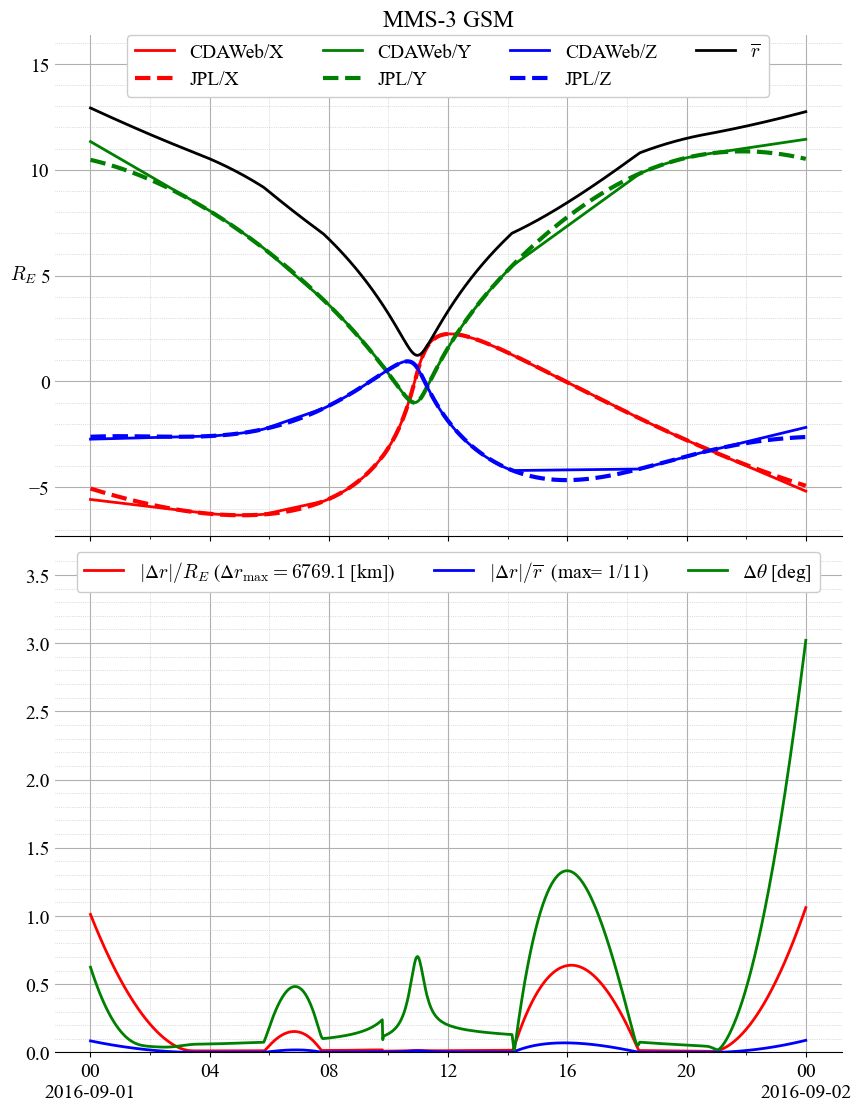 MMS-3 GSM
CDAWeb/X CDAWeb/Y CDAWeb/Z r̅
JPL/X JPL/Y JPL/Z
15
10
R_E 5
0
−5
|Δr|/R_E (Δr_max = 6769.1 [km]) |Δr|/r̅ (max= 1/11) Δθ [deg]
3.5
3.0
2.5
2.0
1.5
1.0
0.5
0.0
00 04 08 12 16 20 00
2016-09-01 2016-09-02